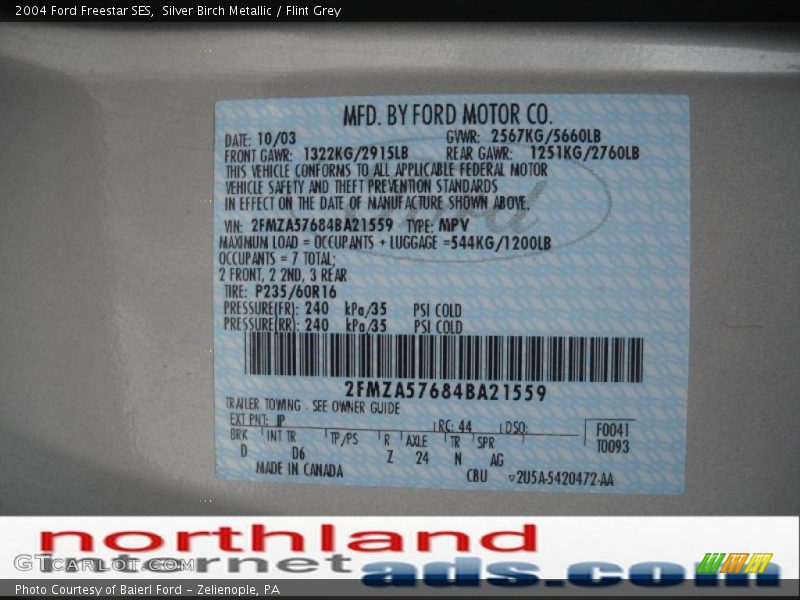 2004 Ford Freestar SES,  Silver Birch Metallic / Flint Grey
MFD. BY FORD MOTOR CO.
DATE: 10/03 GVWR: 2567KG/5660LB
FRONT GAWR: 1322KG/2915LB REAR GAWR: 1251KG/2760LB
THIS VEHICLE CONFORMS TO ALL APPLICABLE FEDERAL MOTOR
VEHICLE SAFETY AND THEFT PREVENTION STANDARDS
IN EFFECT ON THE DATE OF MANUFACTURE SHOWN ABOVE.
VIN: 2FMZA57684BA21559 TYPE: MPV
MAXIMUM LOAD = OCCUPANTS + LUGGAGE =544KG/1200LB
OCCUPANTS = 7 TOTAL;
2 FRONT, 2 2ND, 3 REAR
TIRE: P235/60R16
PRESSURE(FR): 240 kPa/35 PSI COLD
PRESSURE(RR): 240 kPa/35 PSI COLD
2FMZA57684BA21559
TRAILER TOWING - SEE OWNER GUIDE
EXT PNT: JP RC: 44 DSO: F0041
BRK INT TR TP/PS R AXLE TR SPR T0093
D D6 Z 24 N AG
MADE IN CANADA CBU ▿2U5A-5420472-AA
northland
internet
ads.com
GTCARLOT.COM
Photo Courtesy of Baierl Ford - Zelienople, PA